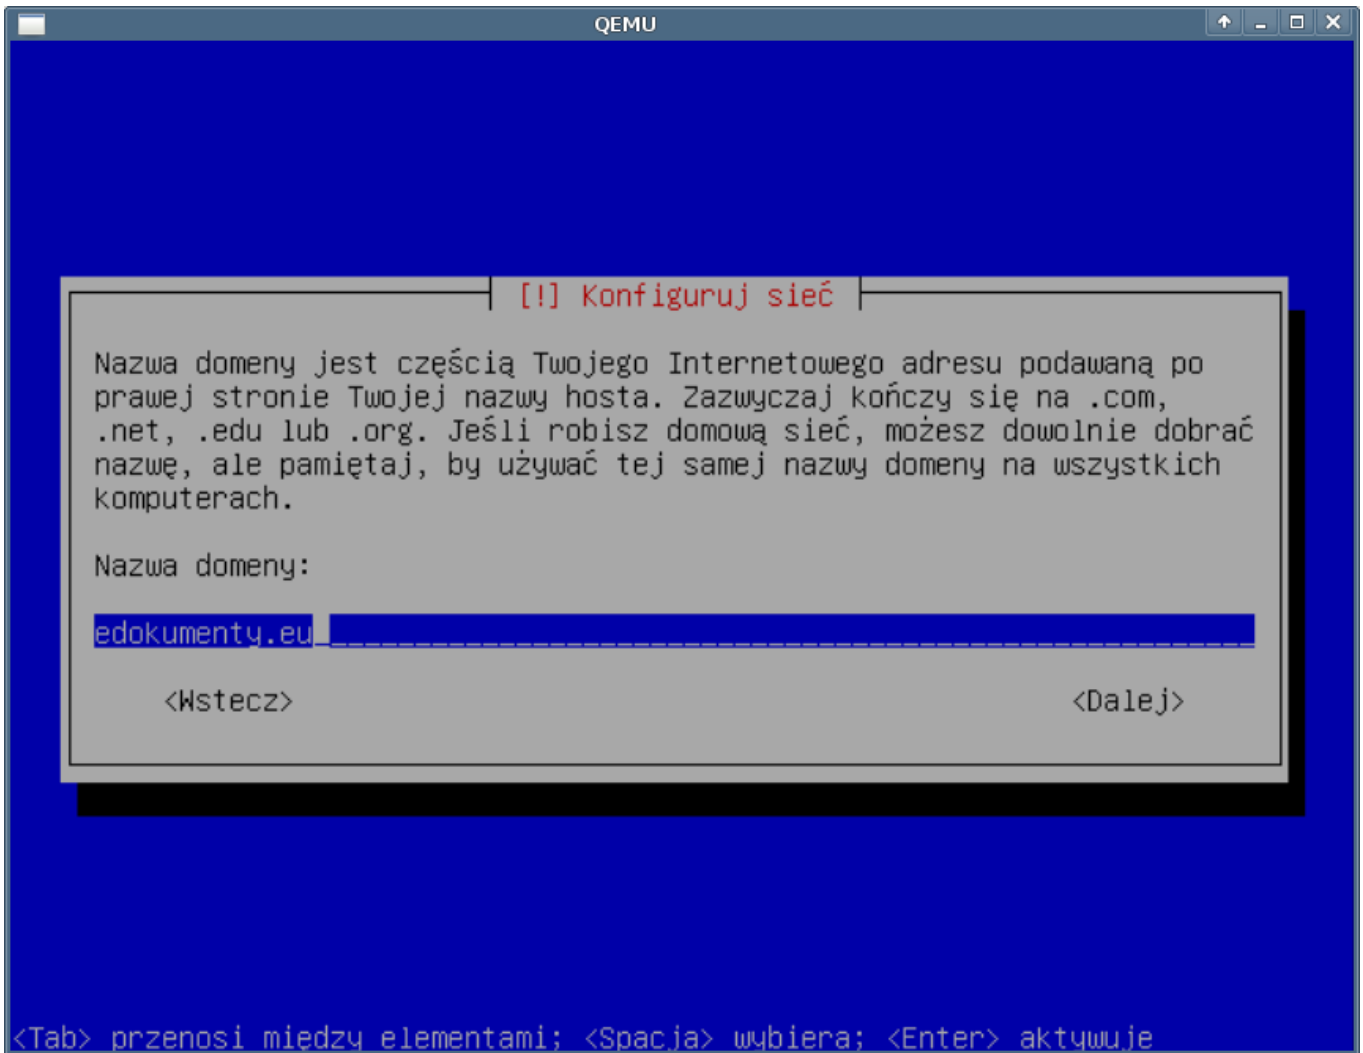 QEMU
[!] Konfiguruj sieć
Nazwa domeny jest częścią Twojego Internetowego adresu podawaną po
prawej stronie Twojej nazwy hosta. Zazwyczaj kończy się na .com,
.net, .edu lub .org. Jeśli robisz domową sieć, możesz dowolnie dobrać
nazwę, ale pamiętaj, by używać tej samej nazwy domeny na wszystkich
komputerach.
Nazwa domeny:
edokumenty.eu
<Wstecz> <Dalej>
<Tab> przenosi między elementami; <Spacja> wybiera; <Enter> aktywuje